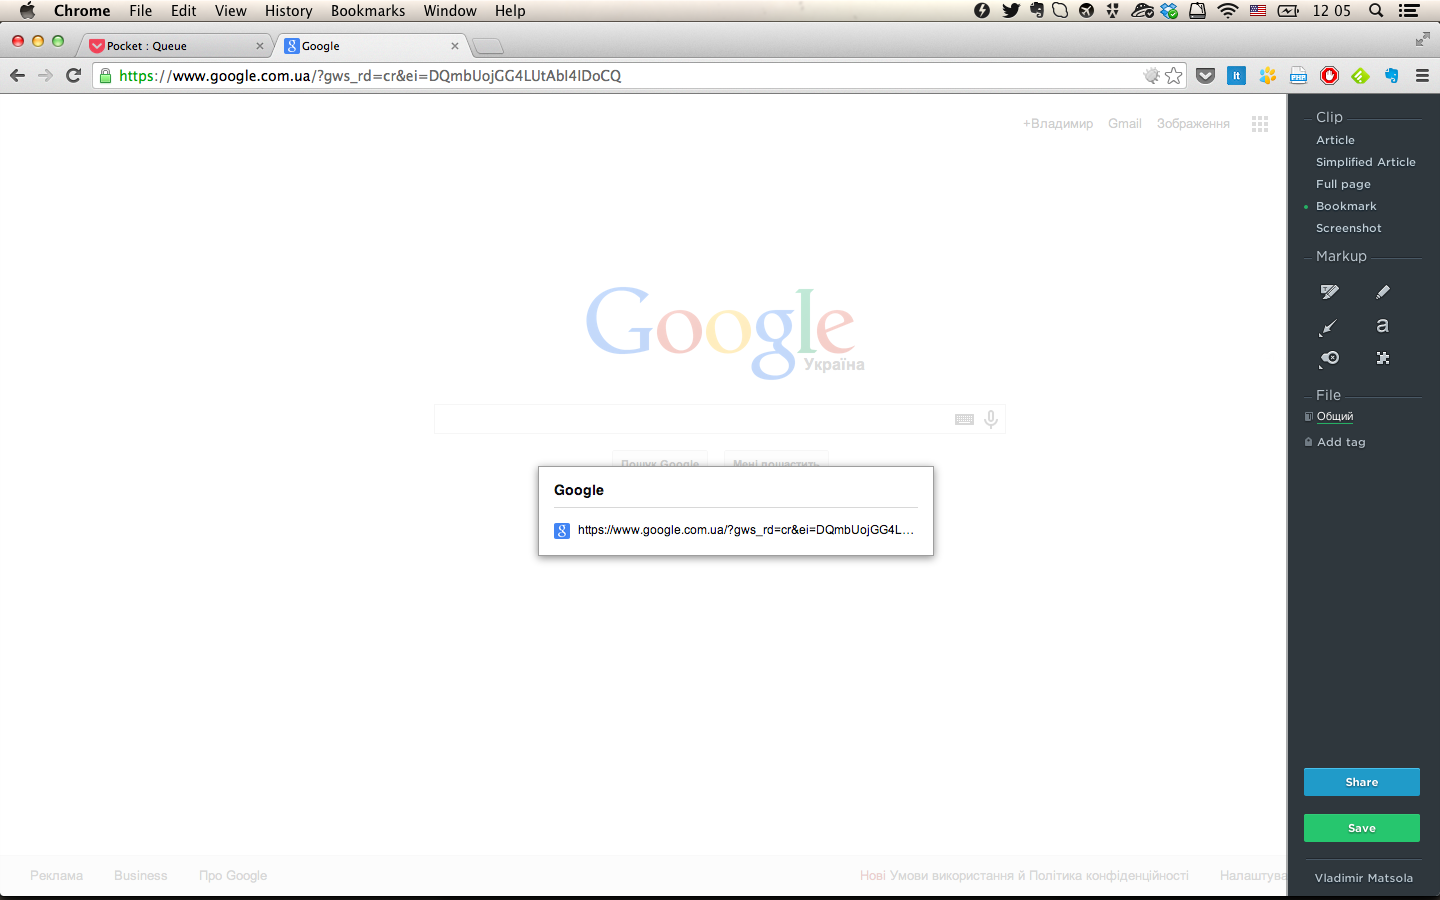 Chrome File Edit View History Bookmarks Window Help 12 05
Pocket : Queue
Google
https://www.google.com.ua/?gws_rd=cr&ei=DQmbUojGG4LUtAbI4IDoCQ
+Владимир Gmail Зображення
Google
Україна
Пошук Google Мені пощастить
Google
https://www.google.com.ua/?gws_rd=cr&ei=DQmbUojGG4L...
Реклама Business Про Google
Нові Умови використання й Політика конфіденційності Налаштува
Clip
Article
Simplified Article
Full page
Bookmark
Screenshot
Markup
a
File
Общий
Add tag
Share
Save
Vladimir Matsola